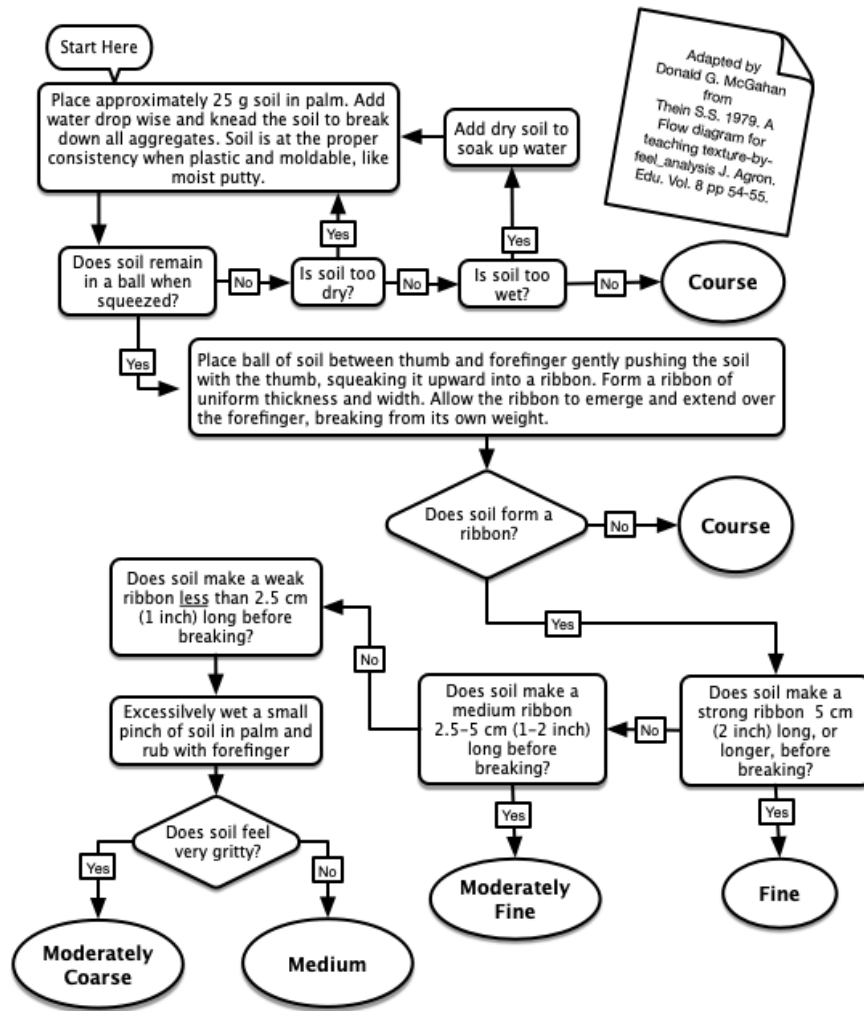 Start Here
Place approximately 25 g soil in palm. Add
water drop wise and knead the soil to break
down all aggregates. Soil is at the proper
consistency when plastic and moldable, like
moist putty.
Add dry soil to
soak up water
Adapted by
Donald G. McGahan
from
Thein S.S. 1979. A
Flow diagram for
teaching texture-by-
feel_analysis J. Agron.
Edu. Vol. 8 pp 54-55.
Yes
Yes
Does soil remain
in a ball when
squeezed?
No
Is soil too
dry?
No
Is soil too
wet?
No
Course
Yes
Place ball of soil between thumb and forefinger gently pushing the soil
with the thumb, squeaking it upward into a ribbon. Form a ribbon of
uniform thickness and width. Allow the ribbon to emerge and extend over
the forefinger, breaking from its own weight.
Does soil form a
ribbon?
No
Course
Yes
Does soil make a
strong ribbon 5 cm
(2 inch) long, or
longer, before
breaking?
No
Does soil make a
medium ribbon
2.5-5 cm (1-2 inch)
long before
breaking?
No
Does soil make a weak
ribbon less than 2.5 cm
(1 inch) long before
breaking?
Excessilvely wet a small
pinch of soil in palm and
rub with forefinger
Does soil feel
very gritty?
Yes
No
Yes
Yes
Moderately
Coarse
Medium
Moderately
Fine
Fine